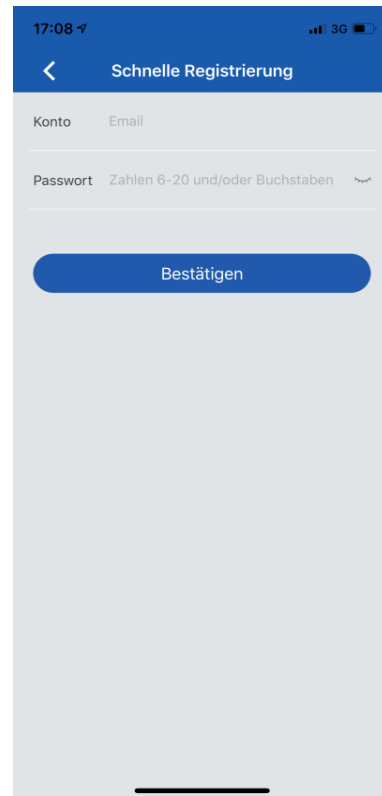 17:08 3G
Schnelle Registrierung
Konto Email
Passwort Zahlen 6-20 und/oder Buchstaben
Bestätigen